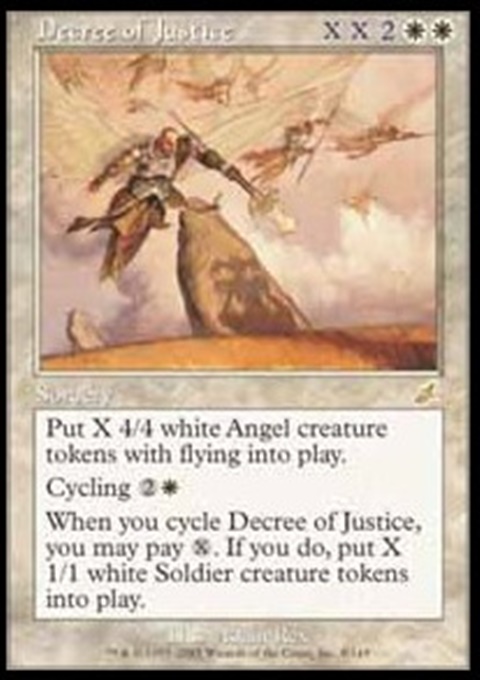 Decree of Justice X X 2
Sorcery
Put X 4/4 white Angel creature
tokens with flying into play.
Cycling 2
When you cycle Decree of Justice,
you may pay X. If you do, put X
1/1 white Soldier creature tokens
into play.
Adam Rex